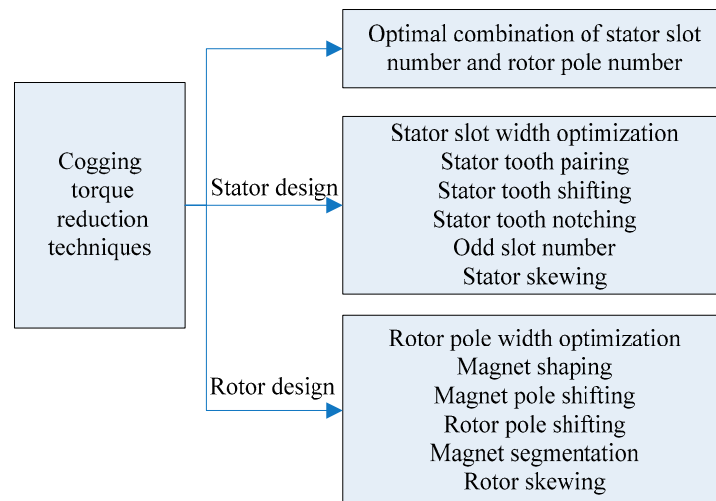 Cogging
torque
reduction
techniques
Optimal combination of stator slot
number and rotor pole number
Stator design
Stator slot width optimization
Stator tooth pairing
Stator tooth shifting
Stator tooth notching
Odd slot number
Stator skewing
Rotor design
Rotor pole width optimization
Magnet shaping
Magnet pole shifting
Rotor pole shifting
Magnet segmentation
Rotor skewing